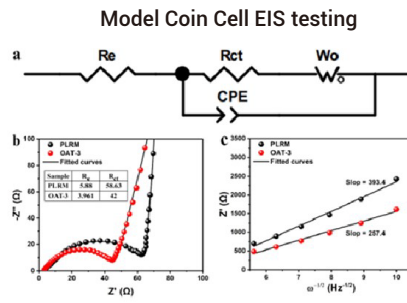 Model Coin Cell EIS testing
a
Re
Rct
Wo
CPE
b
PLRM
OAT-3
Fitted curves
Sample Re Rct
PLRM 5.88 58.63
OAT-3 3.961 42
-Z'' (Ω)
100
80
60
40
20
0
0 20 40 60 80 100
Z' (Ω)
c
PLRM
OAT-3
Fitted curves
Slop = 393.6
Slop = 257.4
Z' (Ω)
3500
3000
2500
2000
1500
1000
500
0
6 7 8 9 10
ω⁻¹/² (Hz⁻¹/²)